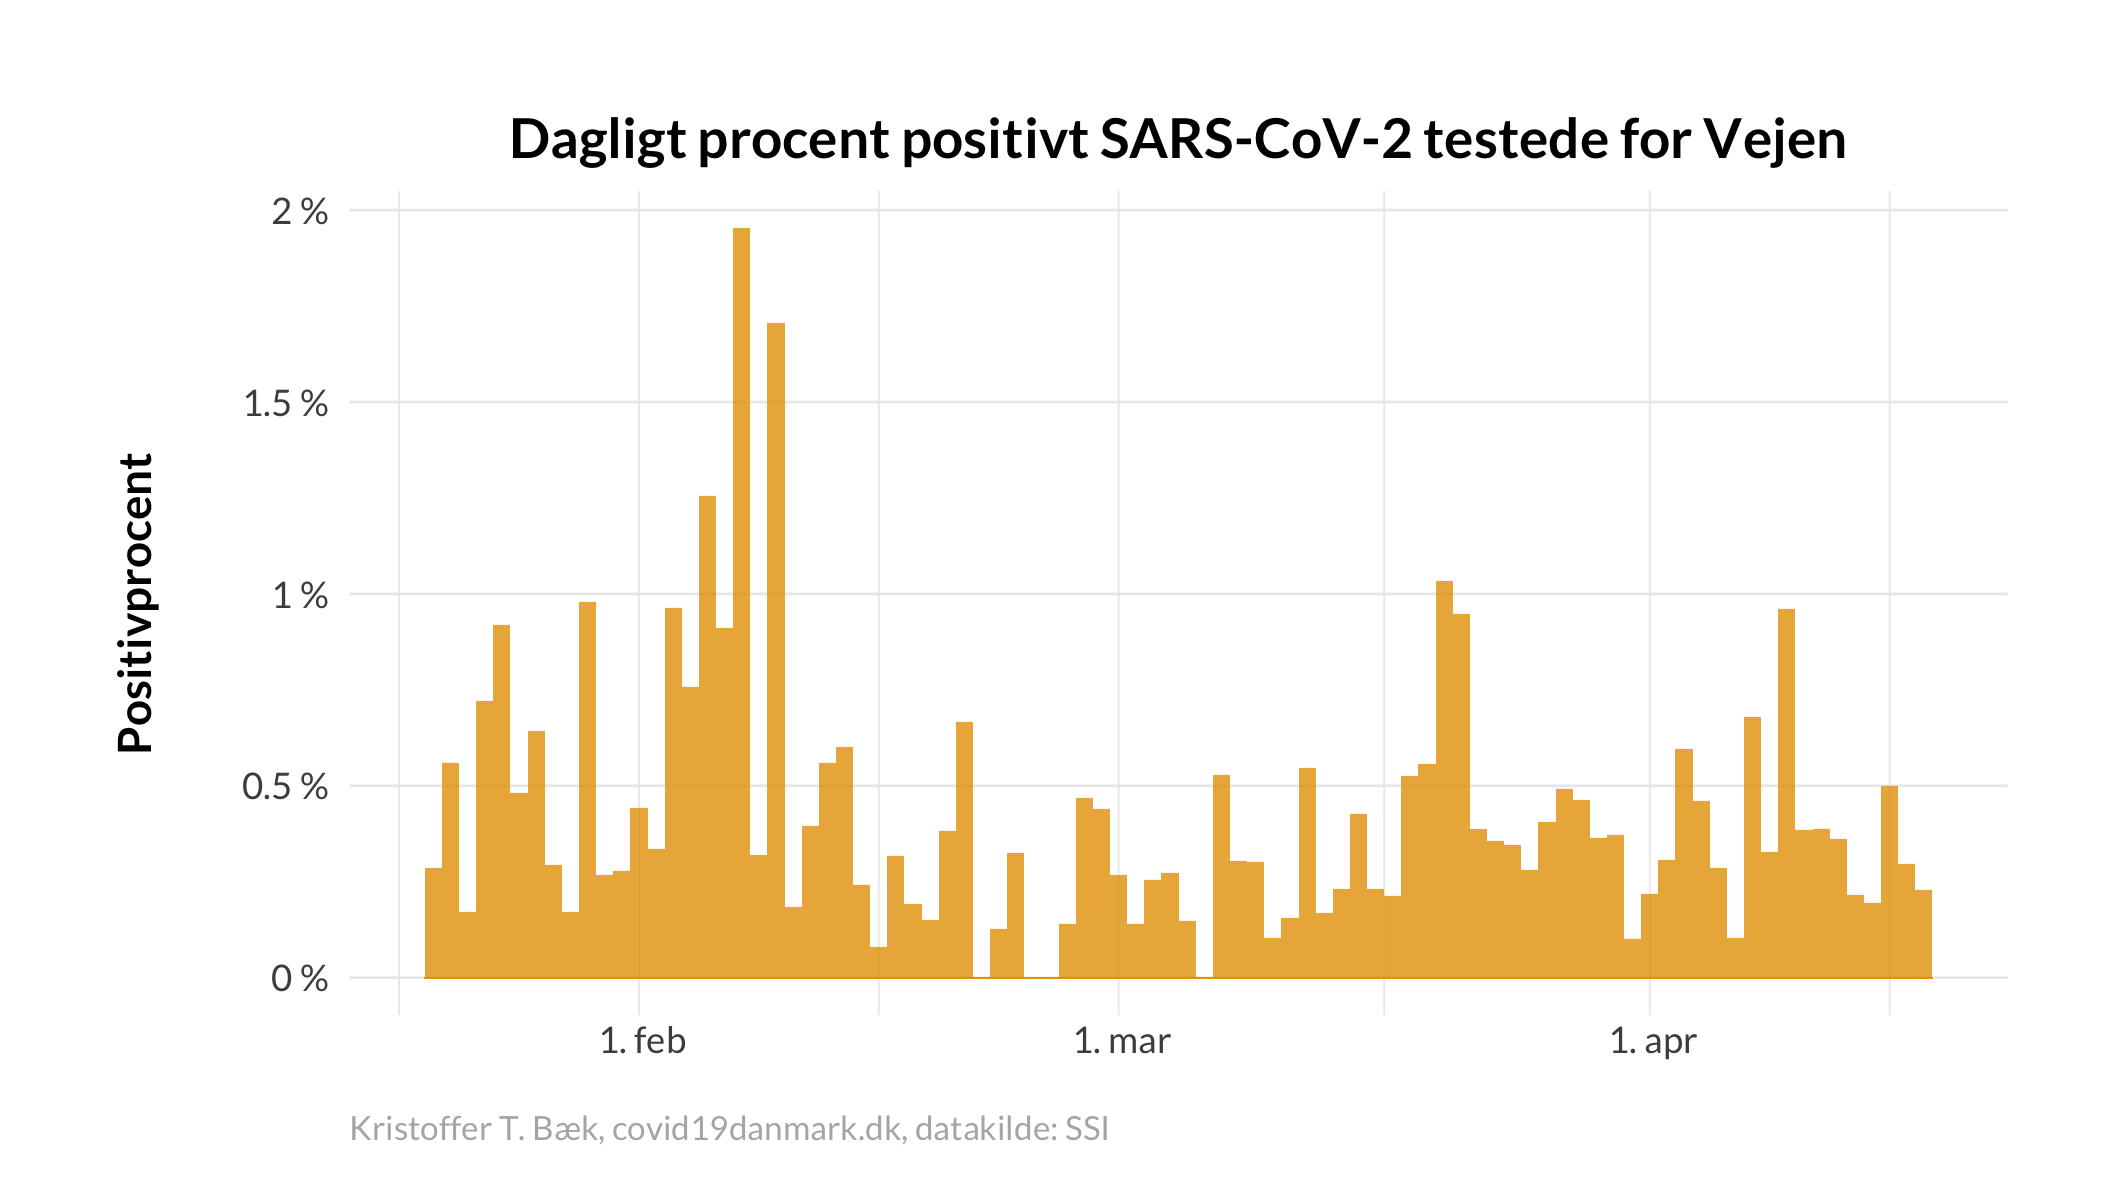 Dagligt procent positivt SARS-CoV-2 testede for Vejen
Positivprocent
2 %
1.5 %
1 %
0.5 %
0 %
1. feb
1. mar
1. apr
Kristoffer T. Bæk, covid19danmark.dk, datakilde: SSI